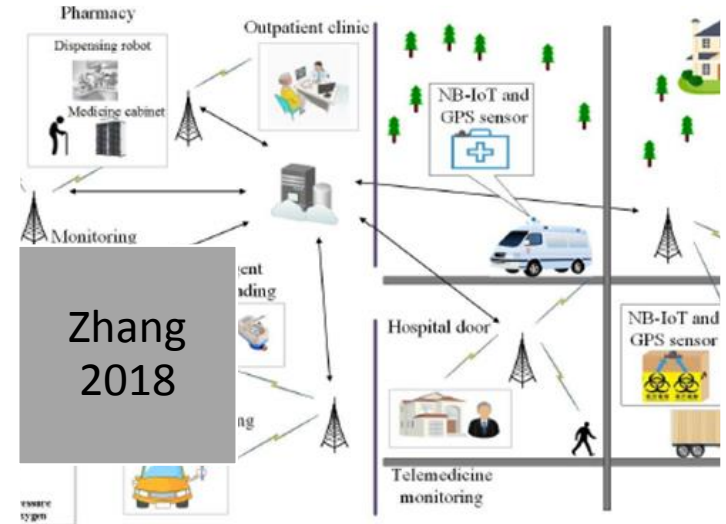 Pharmacy
Dispensing robot
Medicine cabinet
Outpatient clinic
NB-IoT and
GPS sensor
Monitoring
Zhang
2018
Hospital door
NB-IoT and
GPS sensor
Telemedicine
monitoring